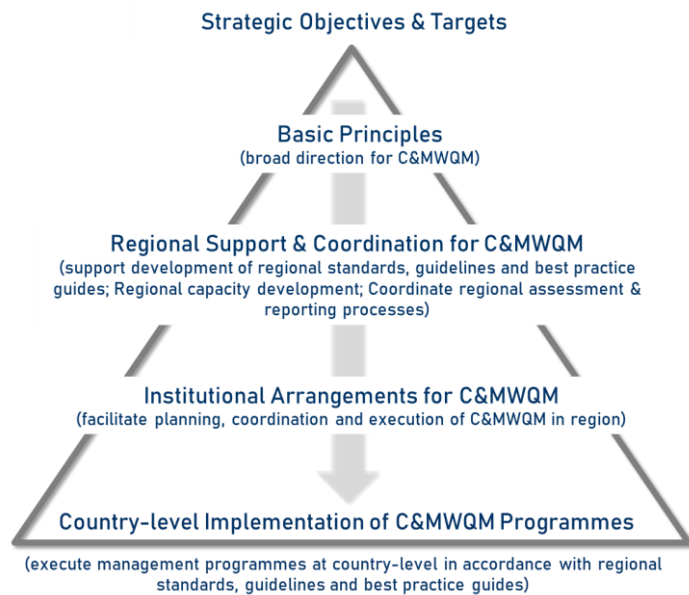 Strategic Objectives & Targets
Basic Principles
(broad direction for C&MWQM)
Regional Support & Coordination for C&MWQM
(support development of regional standards, guidelines and best practice
guides; Regional capacity development; Coordinate regional assessment &
reporting processes)
Institutional Arrangements for C&MWQM
(facilitate planning, coordination and execution of C&MWQM in region)
Country-level Implementation of C&MWQM Programmes
(execute management programmes at country-level in accordance with regional
standards, guidelines and best practice guides)